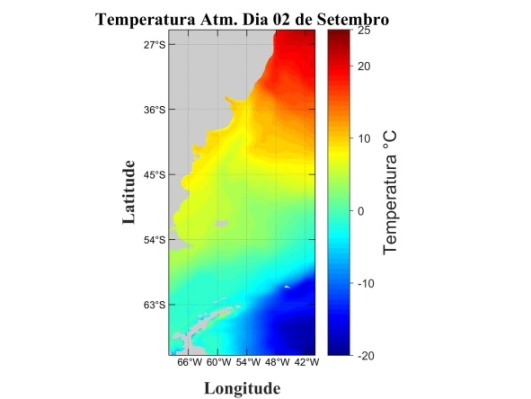 Temperatura Atm. Dia 02 de Setembro
27°S
36°S
45°S
54°S
63°S
66°W 60°W 54°W 48°W 42°W
Latitude
Longitude
25
20
10
0
-10
-20
Temperatura °C